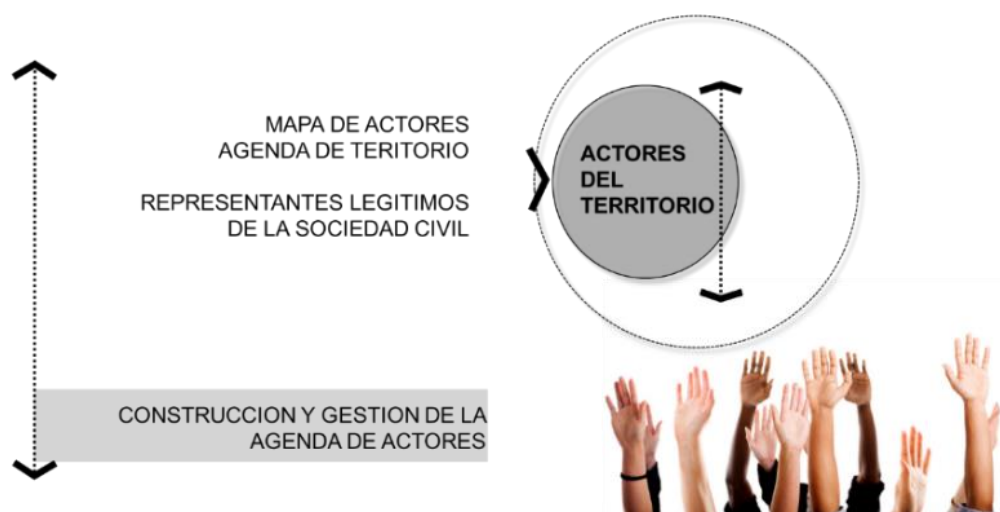 MAPA DE ACTORES
AGENDA DE TERITORIO
REPRESENTANTES LEGITIMOS
DE LA SOCIEDAD CIVIL
ACTORES
DEL
TERRITORIO
CONSTRUCCION Y GESTION DE LA
AGENDA DE ACTORES